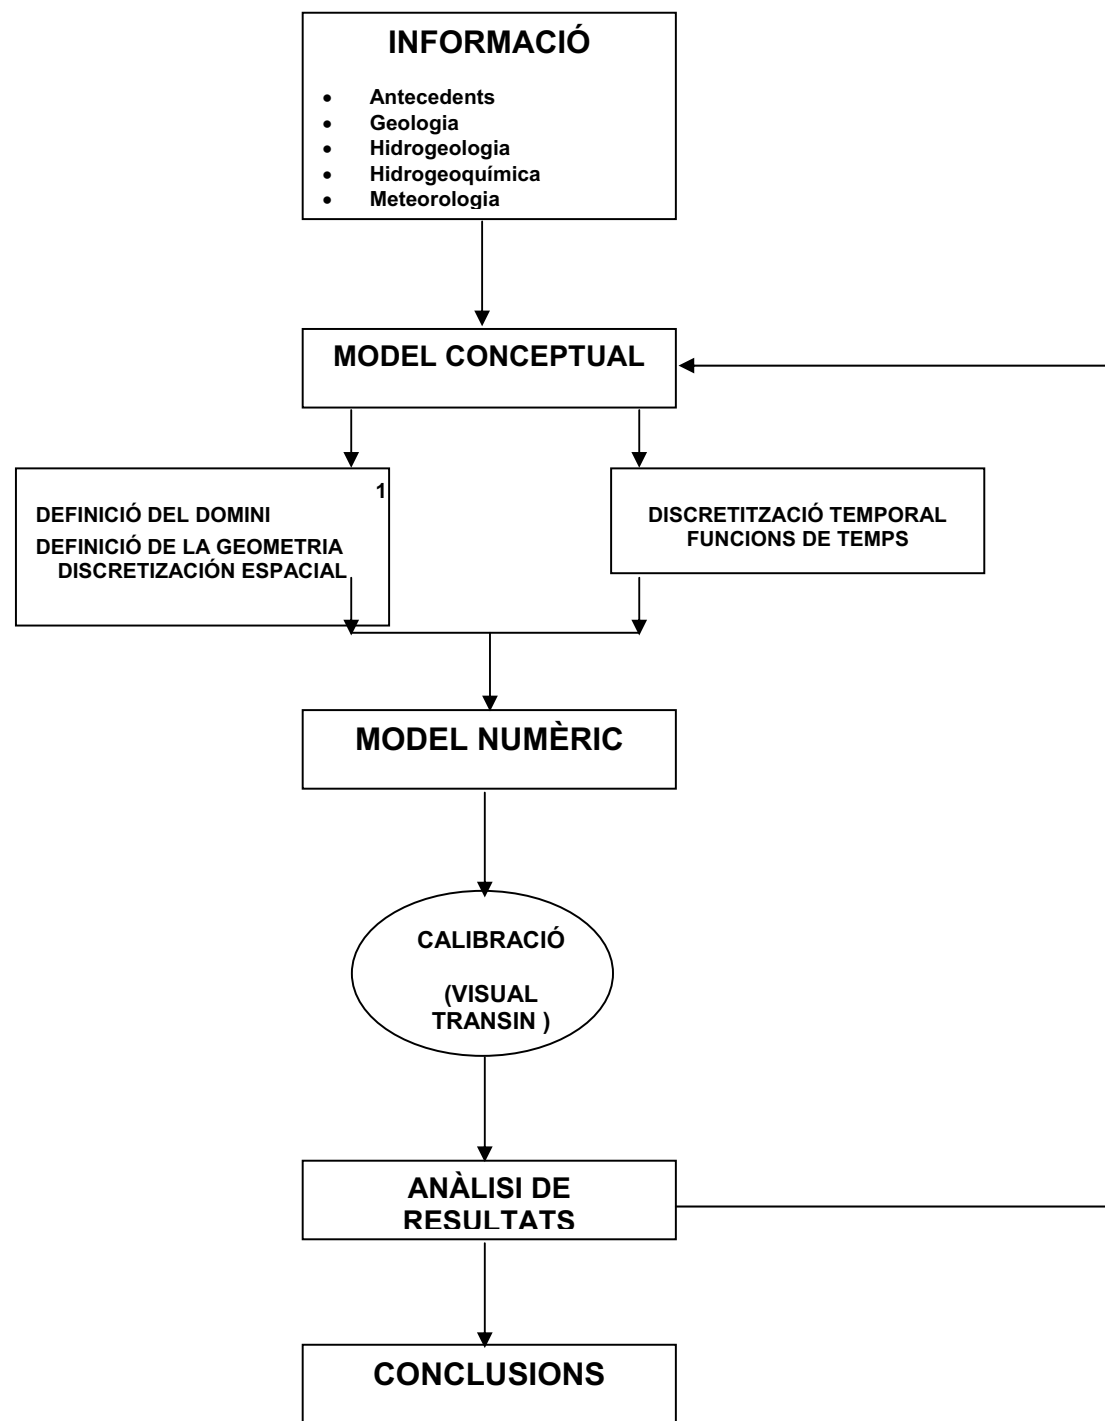 INFORMACIÓ
• Antecedents
• Geologia
• Hidrogeologia
• Hidrogeoquímica
• Meteorologia
MODEL CONCEPTUAL
1
DEFINICIÓ DEL DOMINI
DEFINICIÓ DE LA GEOMETRIA
DISCRETIZACIÓN ESPACIAL
DISCRETITZACIÓ TEMPORAL
FUNCIONS DE TEMPS
MODEL NUMÈRIC
CALIBRACIÓ
(VISUAL
TRANSIN )
ANÀLISI DE
RESULTATS
CONCLUSIONS